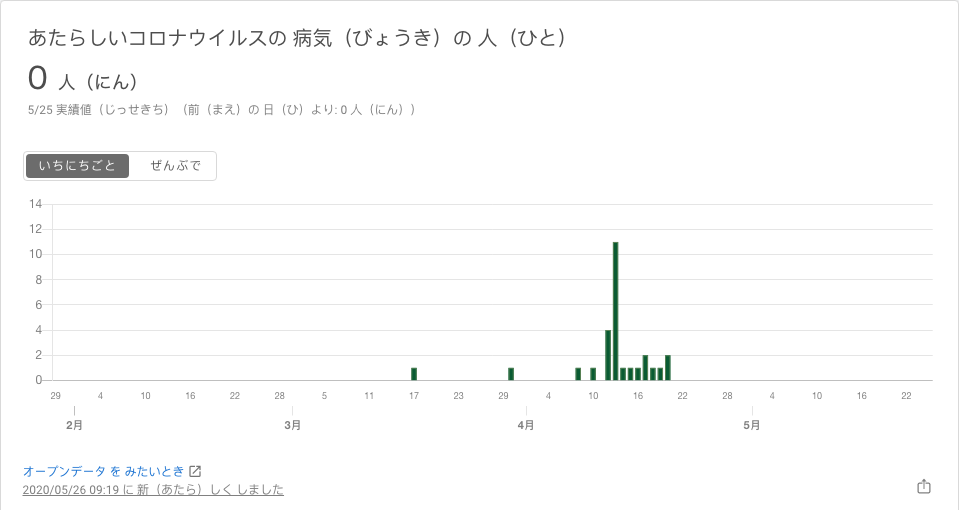 あたらしいコロナウイルスの 病気（びょうき）の 人（ひと）
0 人（にん）
5/25 実績値（じっせきち）（前（まえ）の 日（ひ）より: 0 人（にん））
いちにちごと ぜんぶで
14
12
10
8
6
4
2
0
29 4 10 16 22 28 5 11 17 23 29 4 10 16 22 28 4 10 16 22
2月 3月 4月 5月
オープンデータ を みたいとき
2020/05/26 09:19 に 新（あたら）しく しました